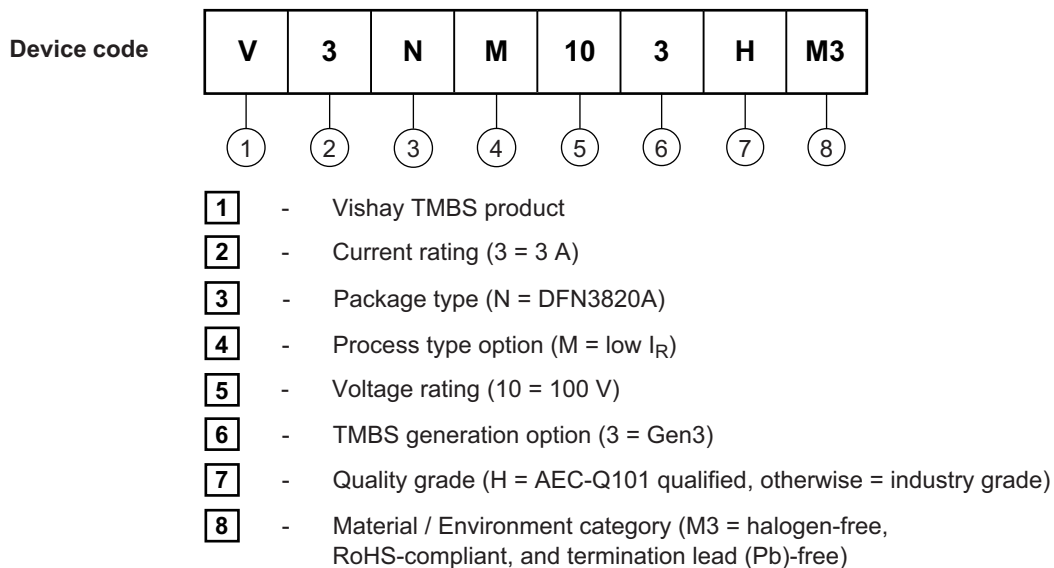 Device code V 3 N M 10 3 H M3
1 2 3 4 5 6 7 8
1 - Vishay TMBS product
2 - Current rating (3 = 3 A)
3 - Package type (N = DFN3820A)
4 - Process type option (M = low IR)
5 - Voltage rating (10 = 100 V)
6 - TMBS generation option (3 = Gen3)
7 - Quality grade (H = AEC-Q101 qualified, otherwise = industry grade)
8 - Material / Environment category (M3 = halogen-free,
RoHS-compliant, and termination lead (Pb)-free)